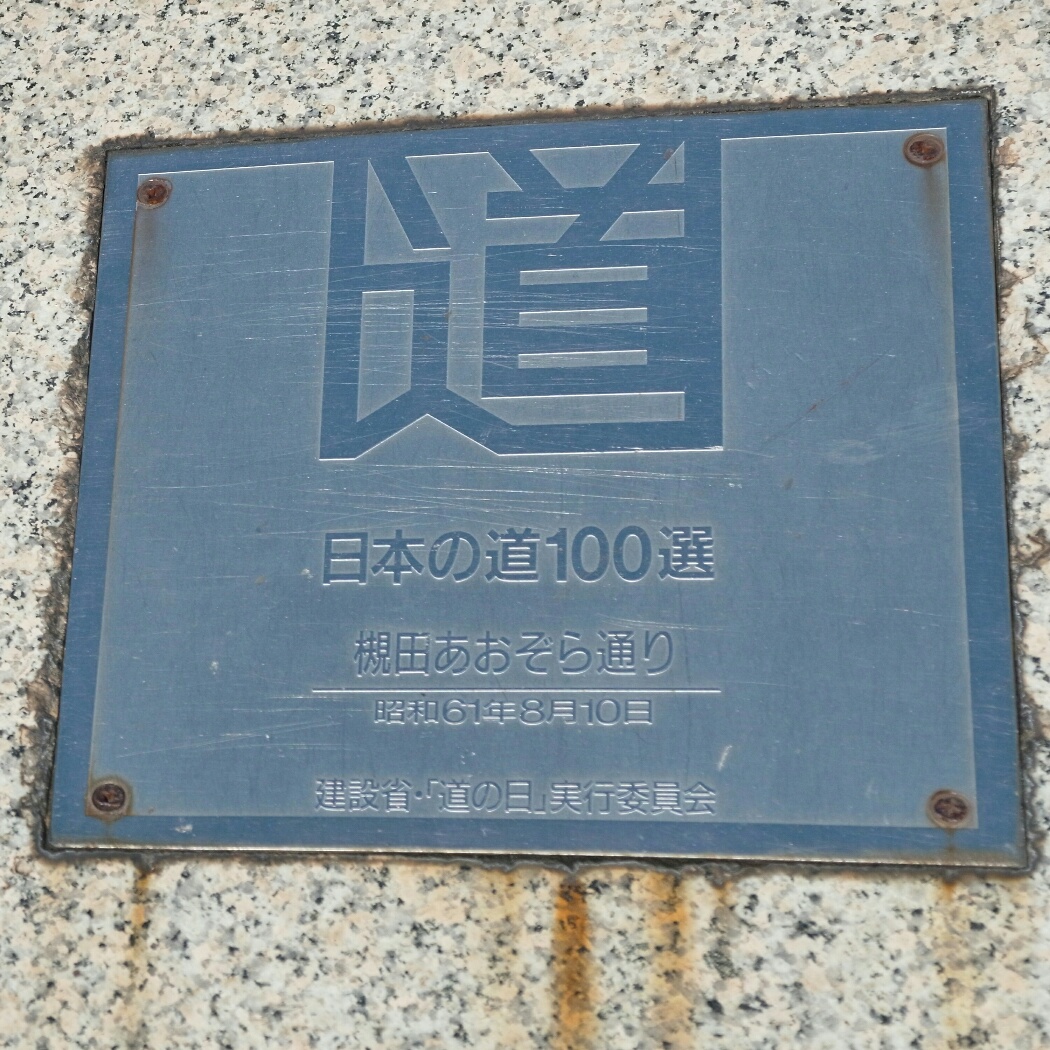 道
日本の道100選
槻田あおぞら通り
昭和61年8月10日
建設省・「道の日」実行委員会